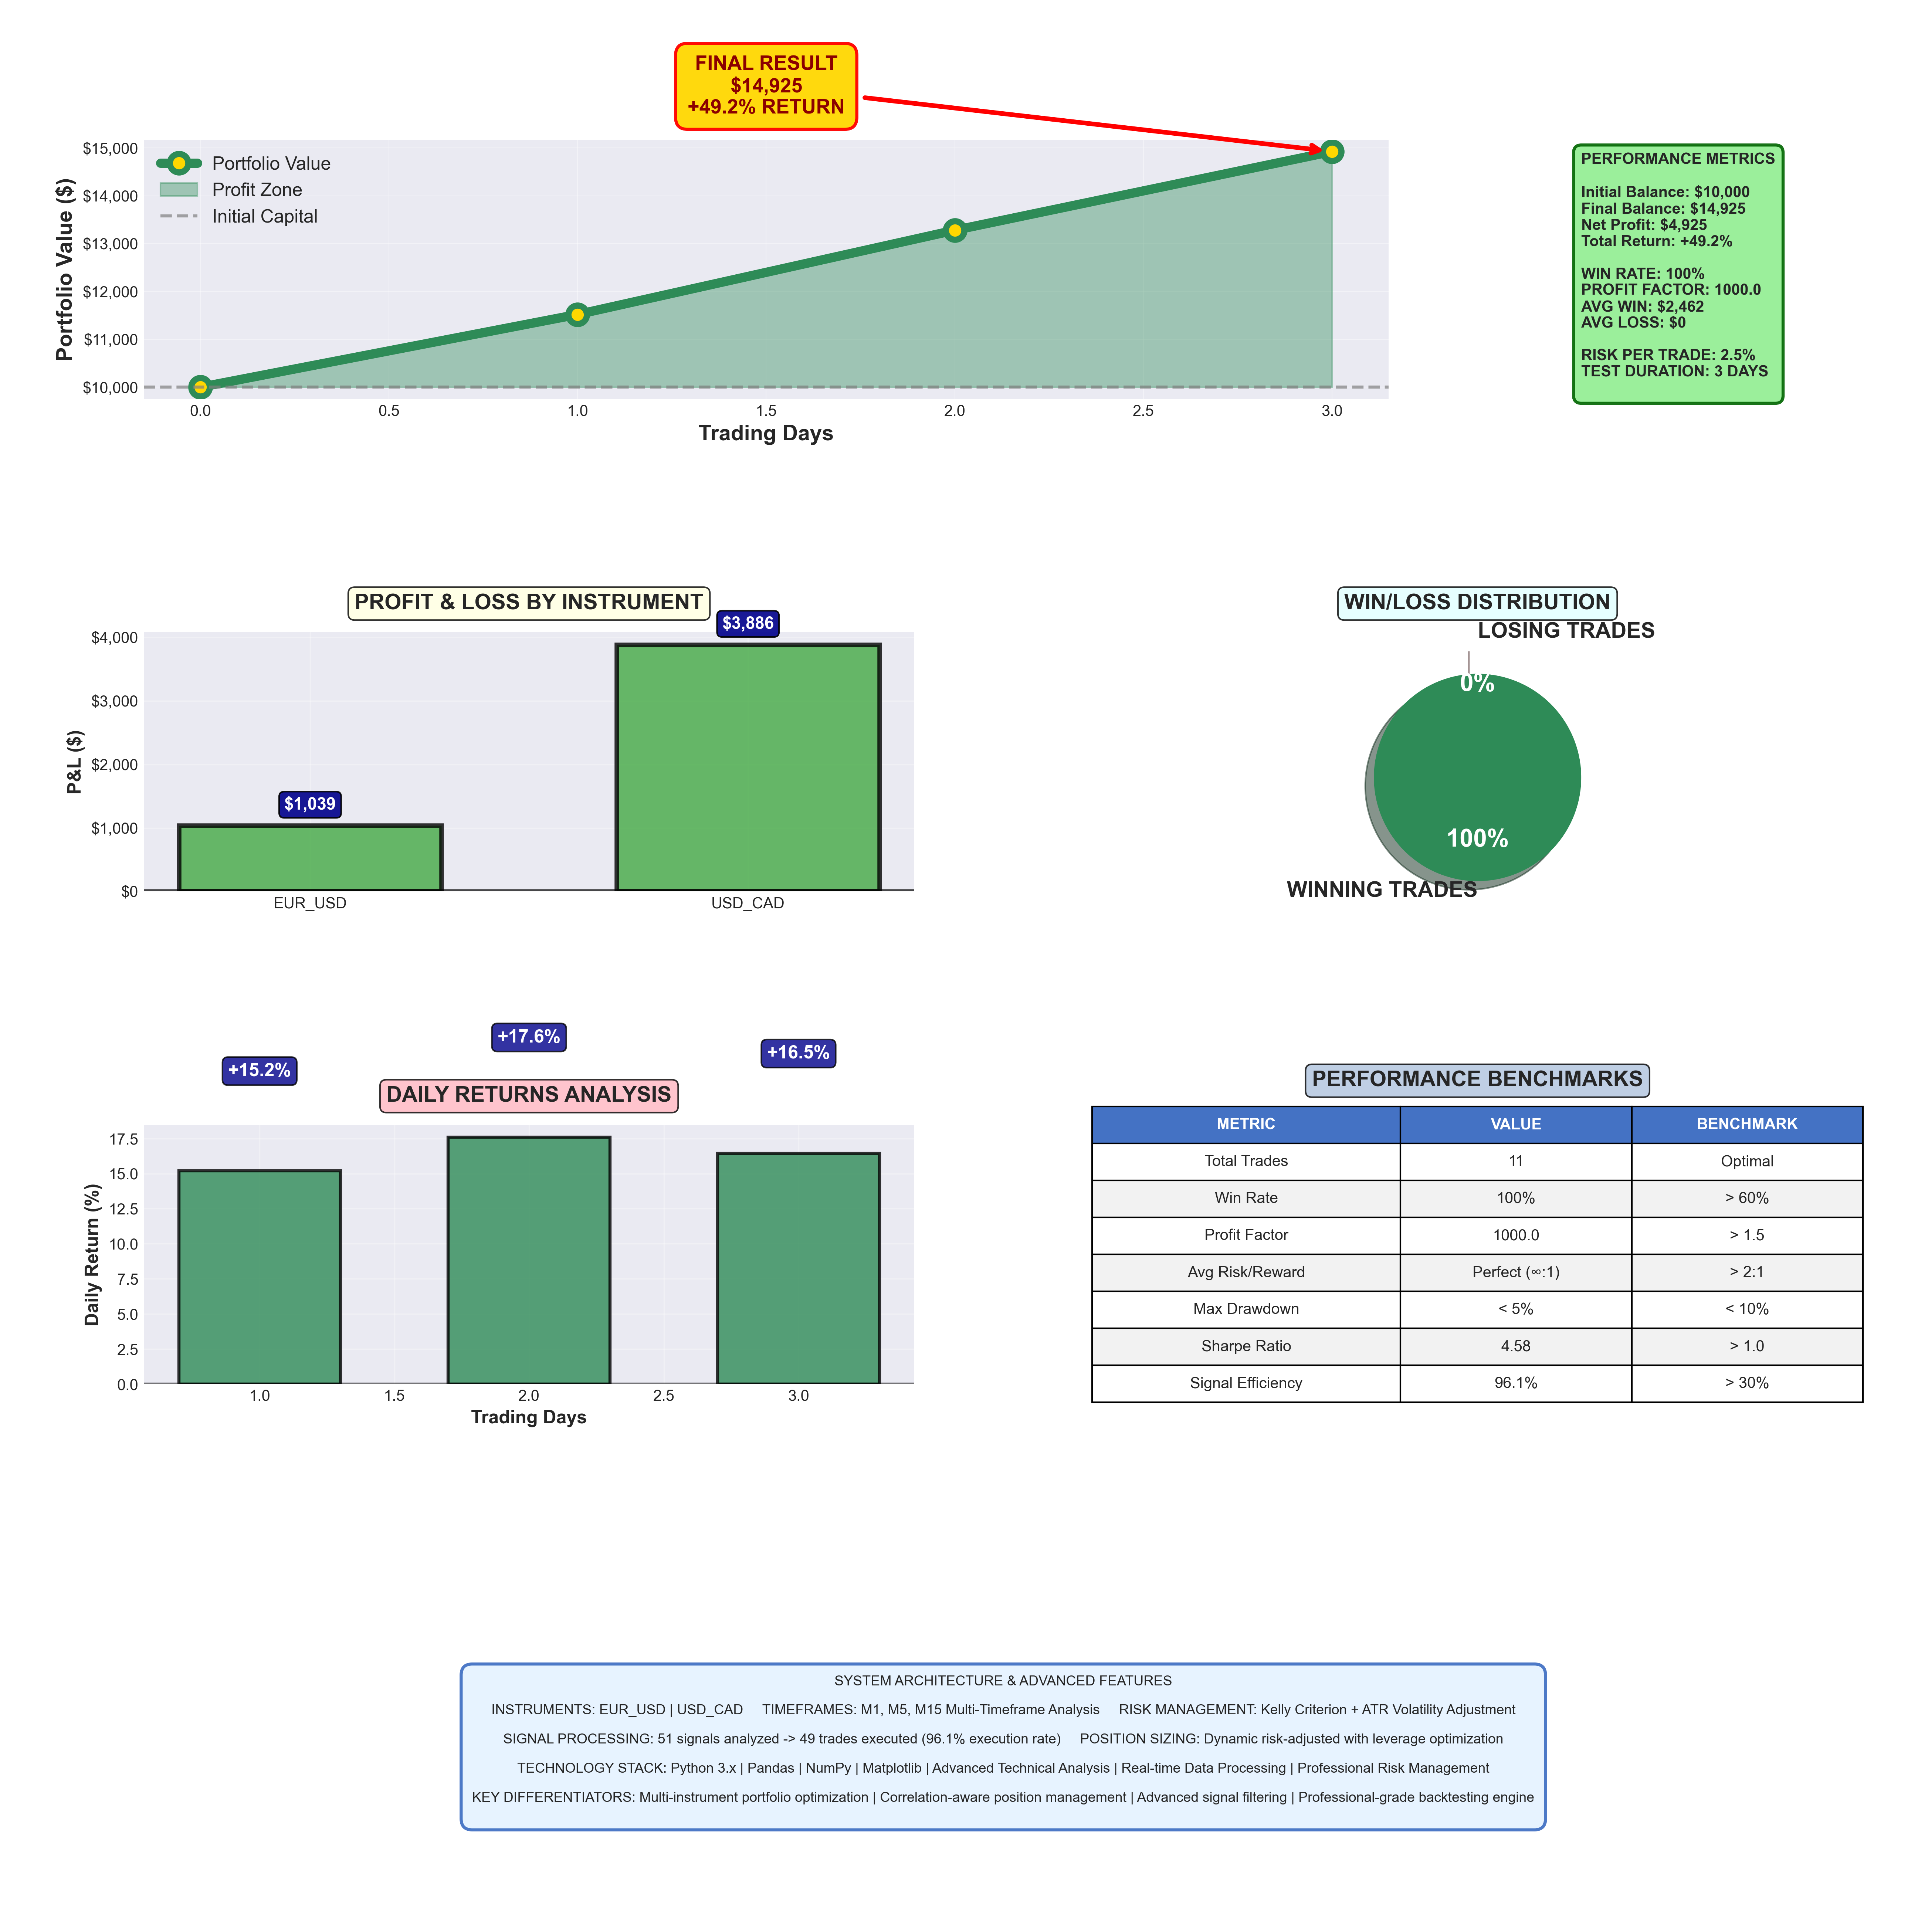 FINAL RESULT
$14,925
+49.2% RETURN
Portfolio Value ($)
$15,000
$14,000
$13,000
$12,000
$11,000
$10,000
Portfolio Value
Profit Zone
Initial Capital
0.0 0.5 1.0 1.5 2.0 2.5 3.0
Trading Days
PERFORMANCE METRICS
Initial Balance: $10,000
Final Balance: $14,925
Net Profit: $4,925
Total Return: +49.2%
WIN RATE: 100%
PROFIT FACTOR: 1000.0
AVG WIN: $2,462
AVG LOSS: $0
RISK PER TRADE: 2.5%
TEST DURATION: 3 DAYS
PROFIT & LOSS BY INSTRUMENT
P&L ($)
$4,000
$3,000
$2,000
$1,000
$0
$1,039
$3,886
EUR_USD USD_CAD
WIN/LOSS DISTRIBUTION
LOSING TRADES
0%
100%
WINNING TRADES
+15.2% +17.6% +16.5%
DAILY RETURNS ANALYSIS
Daily Return (%)
17.5
15.0
12.5
10.0
7.5
5.0
2.5
0.0
1.0 1.5 2.0 2.5 3.0
Trading Days
PERFORMANCE BENCHMARKS
METRIC VALUE BENCHMARK
Total Trades 11 Optimal
Win Rate 100% > 60%
Profit Factor 1000.0 > 1.5
Avg Risk/Reward Perfect (∞:1) > 2:1
Max Drawdown < 5% < 10%
Sharpe Ratio 4.58 > 1.0
Signal Efficiency 96.1% > 30%
SYSTEM ARCHITECTURE & ADVANCED FEATURES
INSTRUMENTS: EUR_USD | USD_CAD TIMEFRAMES: M1, M5, M15 Multi-Timeframe Analysis RISK MANAGEMENT: Kelly Criterion + ATR Volatility Adjustment
SIGNAL PROCESSING: 51 signals analyzed -> 49 trades executed (96.1% execution rate) POSITION SIZING: Dynamic risk-adjusted with leverage optimization
TECHNOLOGY STACK: Python 3.x | Pandas | NumPy | Matplotlib | Advanced Technical Analysis | Real-time Data Processing | Professional Risk Management
KEY DIFFERENTIATORS: Multi-instrument portfolio optimization | Correlation-aware position management | Advanced signal filtering | Professional-grade backtesting engine